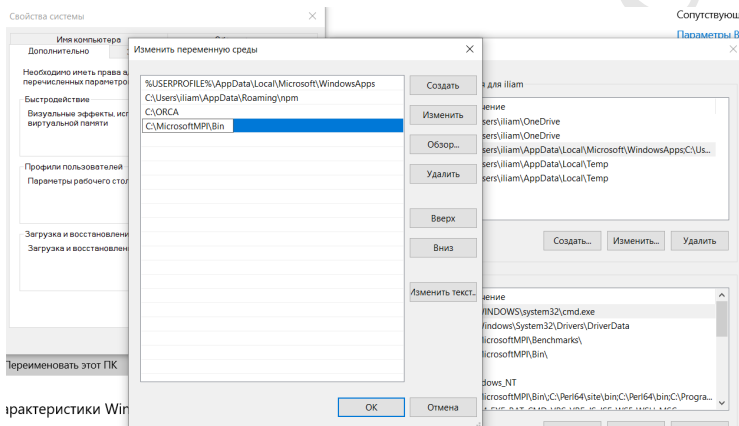 Свойства системы
Имя компьютера
Дополнительно
Необходимо иметь права а
перечисленных параметро
Быстродействие
Визуальные эффекты, исп
виртуальной памяти
Профили пользователей
Параметры рабочего стол
Загрузка и восстановлени
Загрузка и восстановлен
Переименовать этот ПК
арактеристики Win
Изменить переменную среды
%USERPROFILE%\AppData\Local\Microsoft\WindowsApps
C:\Users\iliam\AppData\Roaming\npm
C:\ORCA
C:\MicrosoftMPI\Bin
Создать
Изменить
Обзор...
Удалить
Вверх
Вниз
Изменить текст...
ОК
Отмена
Сопутствующ
Параметры В
я для iliam
чение
sers\iliam\OneDrive
sers\iliam\OneDrive
sers\iliam\AppData\Local\Microsoft\WindowsApps;C:\Us...
sers\iliam\AppData\Local\Temp
sers\iliam\AppData\Local\Temp
Создать...
Изменить...
Удалить
чение
WINDOWS\system32\cmd.exe
Windows\System32\Drivers\DriverData
MicrosoftMPI\Benchmarks\
MicrosoftMPI\Bin\
dows_NT
MicrosoftMPI\Bin\;C:\Perl64\site\bin;C:\Perl64\bin;C:\Progra...